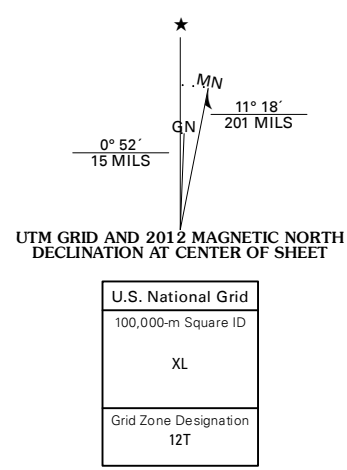 ★
MN
GN
11° 18´
201 MILS
0° 52´
15 MILS
UTM GRID AND 2012 MAGNETIC NORTH
DECLINATION AT CENTER OF SHEET
U.S. National Grid
100,000-m Square ID
XL
Grid Zone Designation
12T